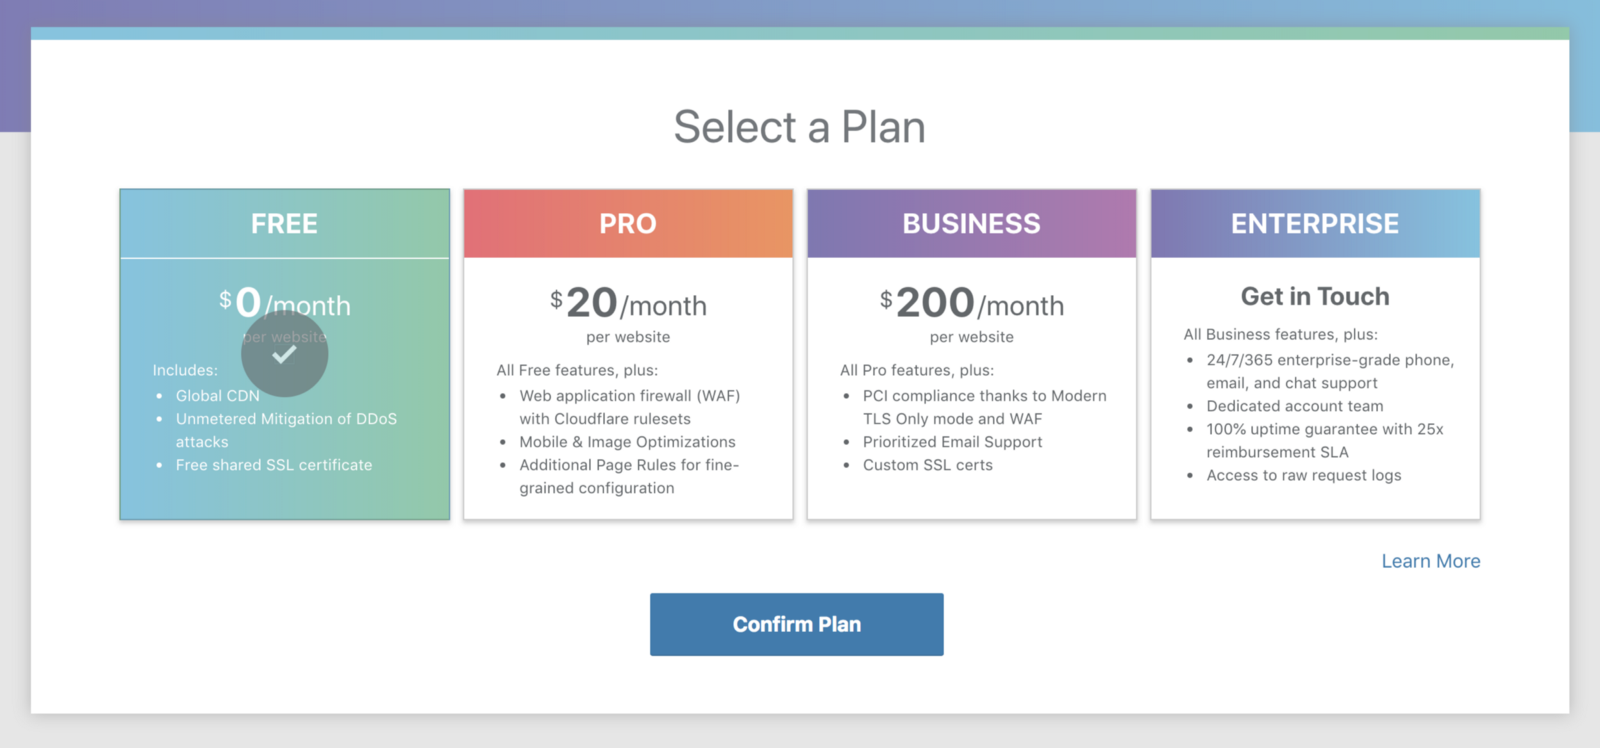 Select a Plan
FREE
$0/month
per website
Includes:
• Global CDN
• Unmetered Mitigation of DDoS
attacks
• Free shared SSL certificate
PRO
$20/month
per website
All Free features, plus:
• Web application firewall (WAF)
with Cloudflare rulesets
• Mobile & Image Optimizations
• Additional Page Rules for fine-
grained configuration
BUSINESS
$200/month
per website
All Pro features, plus:
• PCI compliance thanks to Modern
TLS Only mode and WAF
• Prioritized Email Support
• Custom SSL certs
ENTERPRISE
Get in Touch
All Business features, plus:
• 24/7/365 enterprise-grade phone,
email, and chat support
• Dedicated account team
• 100% uptime guarantee with 25x
reimbursement SLA
• Access to raw request logs
Learn More
Confirm Plan